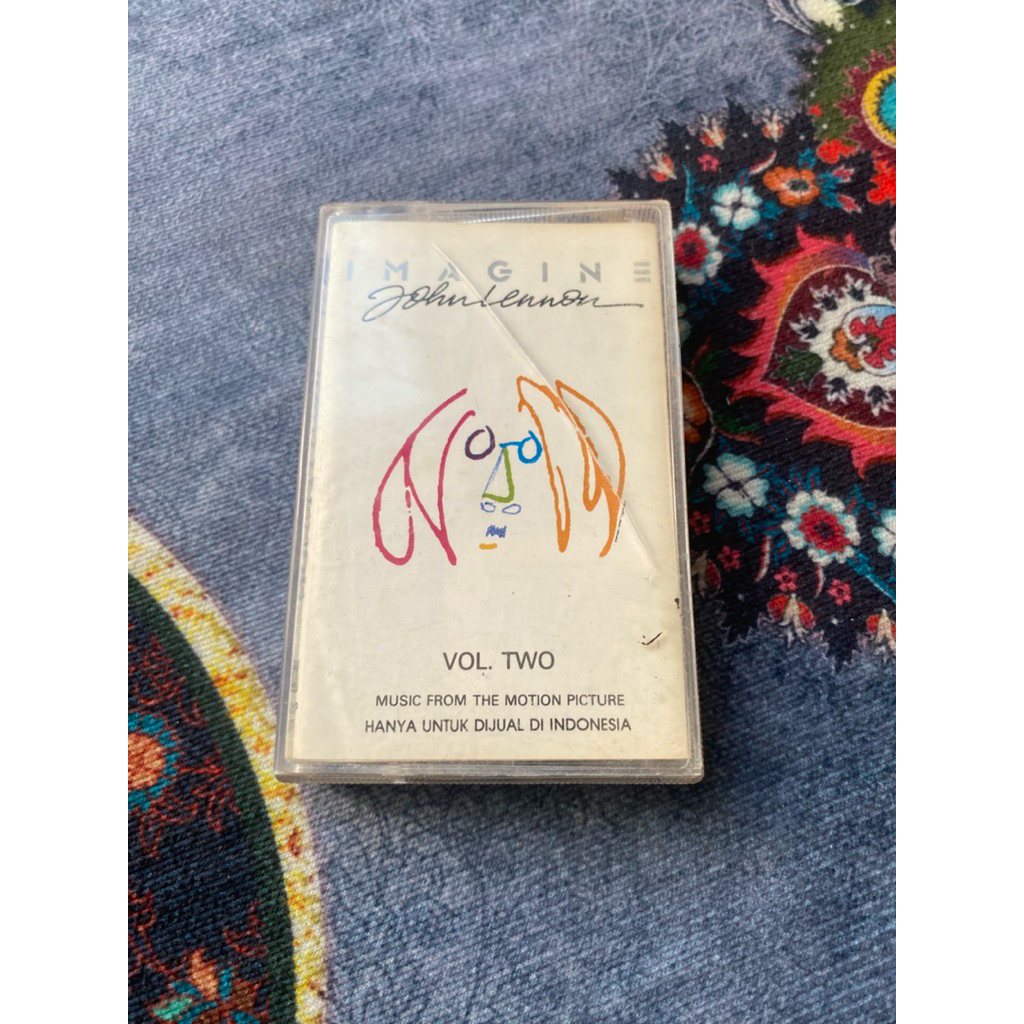 IMAGINE
John Lennon
VOL. TWO
MUSIC FROM THE MOTION PICTURE
HANYA UNTUK DIJUAL DI INDONESIA